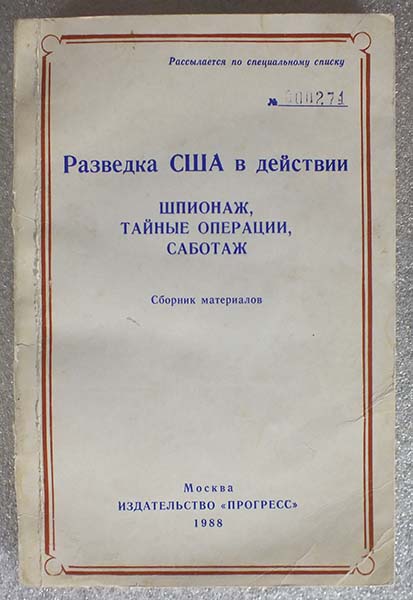 Рассылается по специальному списку
№ 000271
Разведка США в действии
ШПИОНАЖ,
ТАЙНЫЕ ОПЕРАЦИИ,
САБОТАЖ
Сборник материалов
Москва
ИЗДАТЕЛЬСТВО «ПРОГРЕСС»
1988